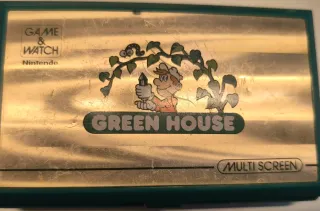 GAME
&
WATCH
Nintendo
GREEN HOUSE
MULTI SCREEN